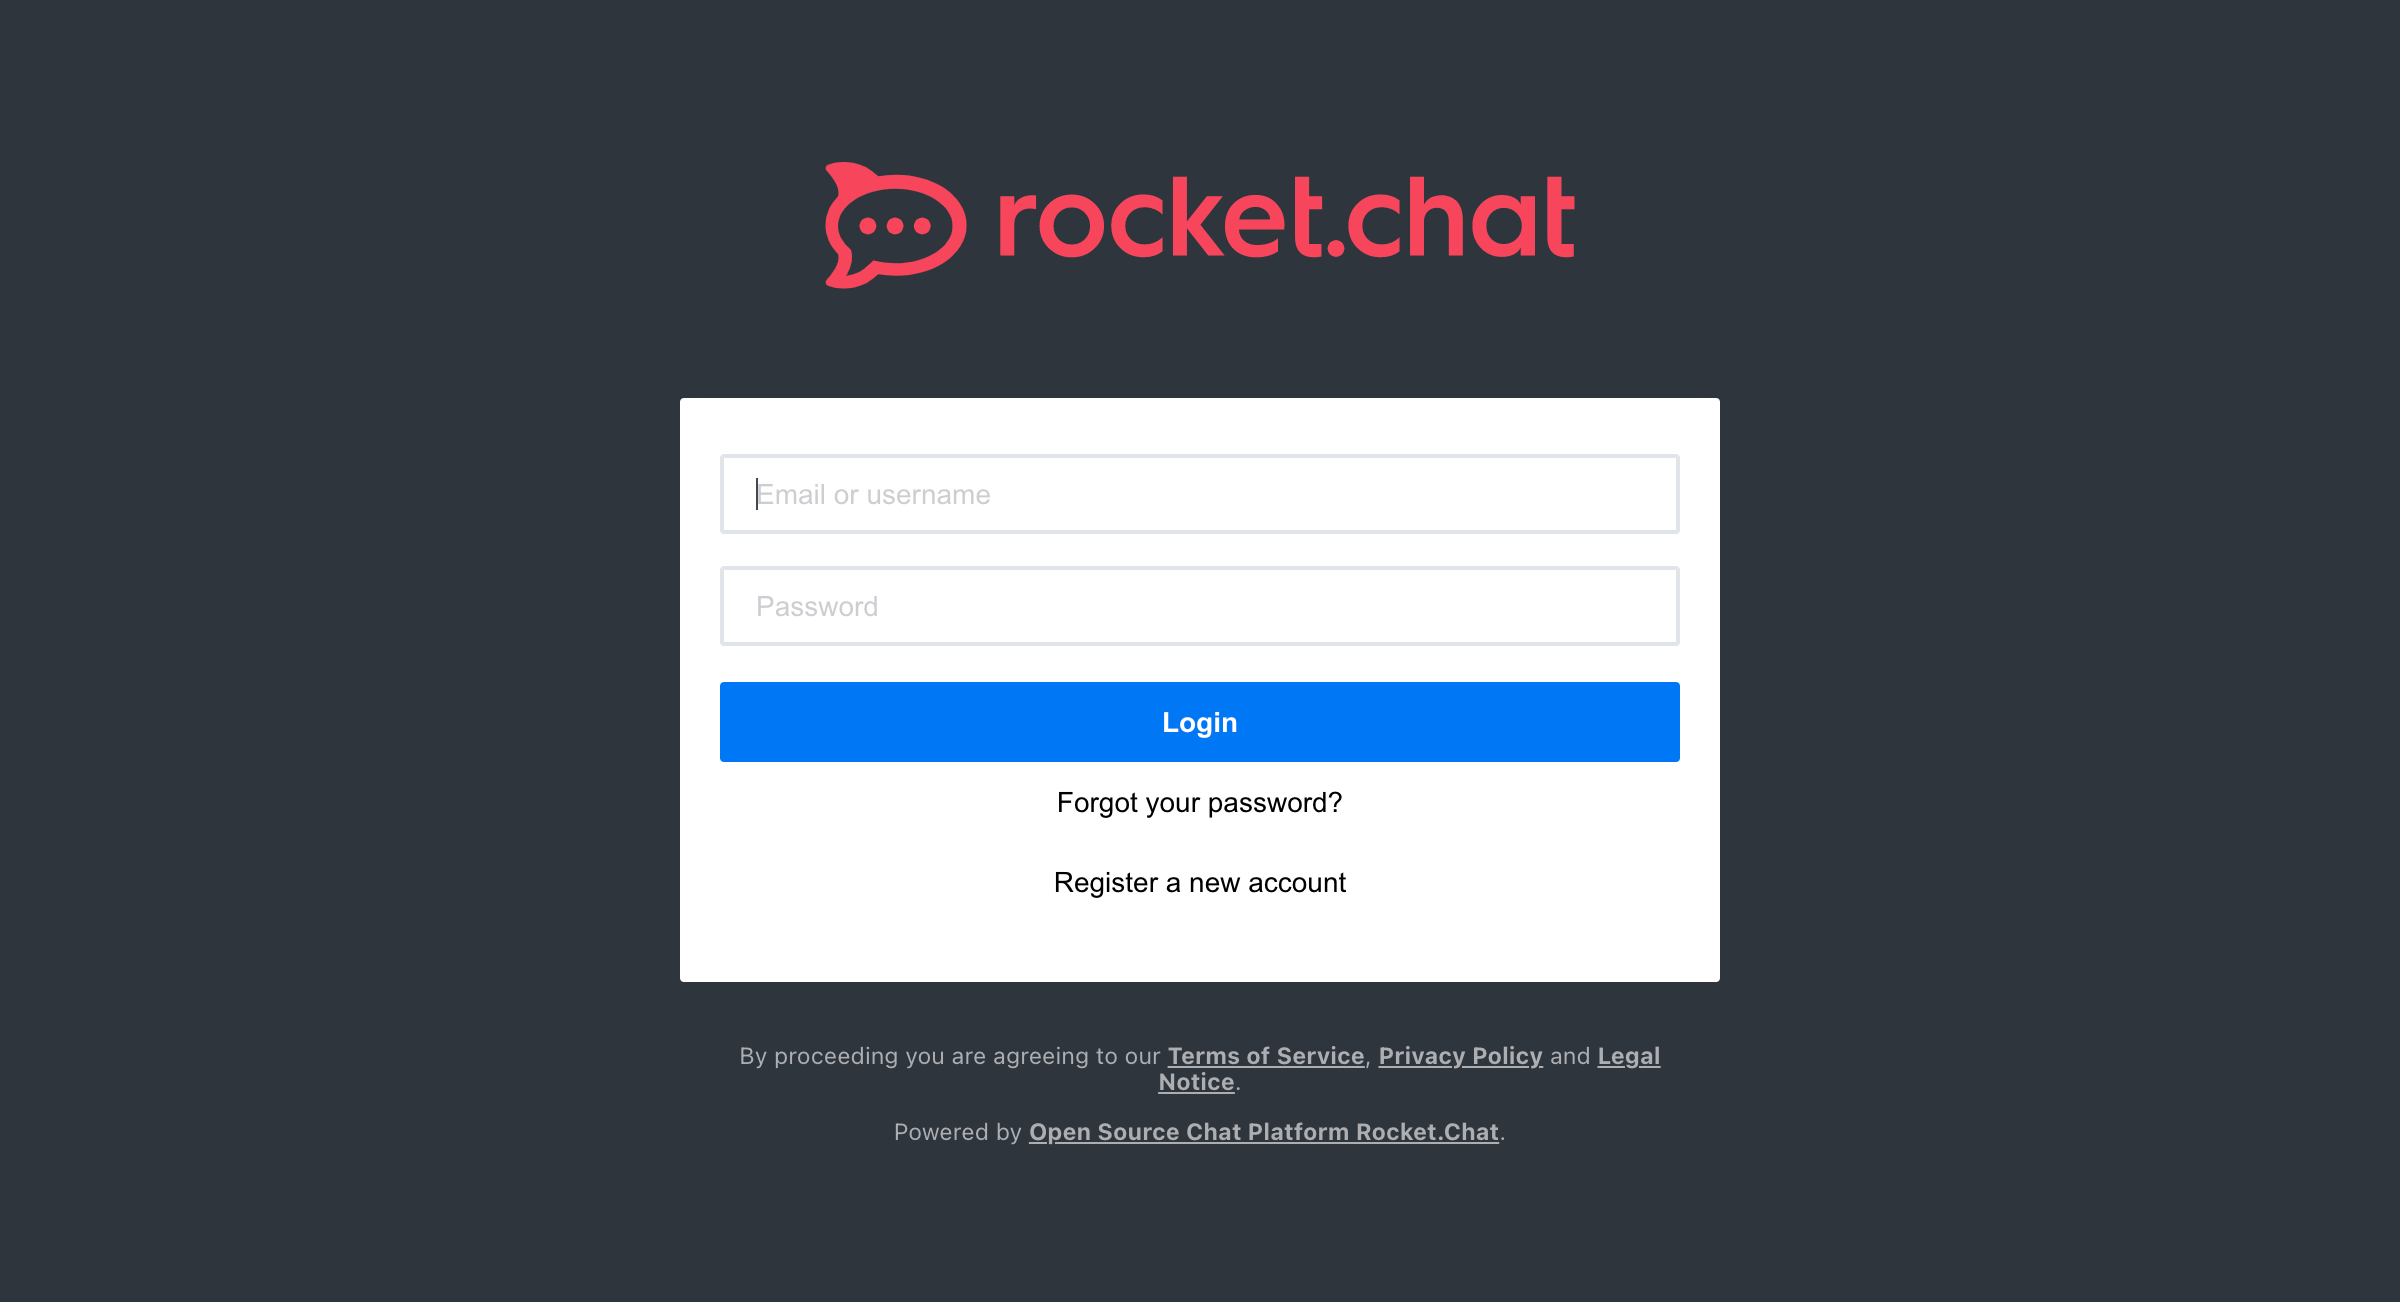 rocket.chat
Email or username
Password
Login
Forgot your password?
Register a new account
By proceeding you are agreeing to our Terms of Service, Privacy Policy and Legal
Notice.
Powered by Open Source Chat Platform Rocket.Chat.